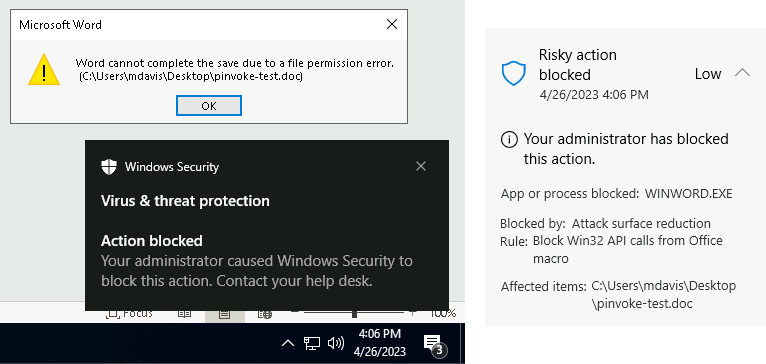 Microsoft Word
Word cannot complete the save due to a file permission error.
(C:\Users\mdavis\Desktop\pinvoke-test.doc)
OK
Windows Security
Virus & threat protection
Action blocked
Your administrator caused Windows Security to
block this action. Contact your help desk.
Focus
100%
4:06 PM
4/26/2023
3
Risky action
blocked
Low
4/26/2023 4:06 PM
Your administrator has blocked
this action.
App or process blocked: WINWORD.EXE
Blocked by: Attack surface reduction
Rule: Block Win32 API calls from Office
macro
Affected items: C:\Users\mdavis\Desktop
\pinvoke-test.doc